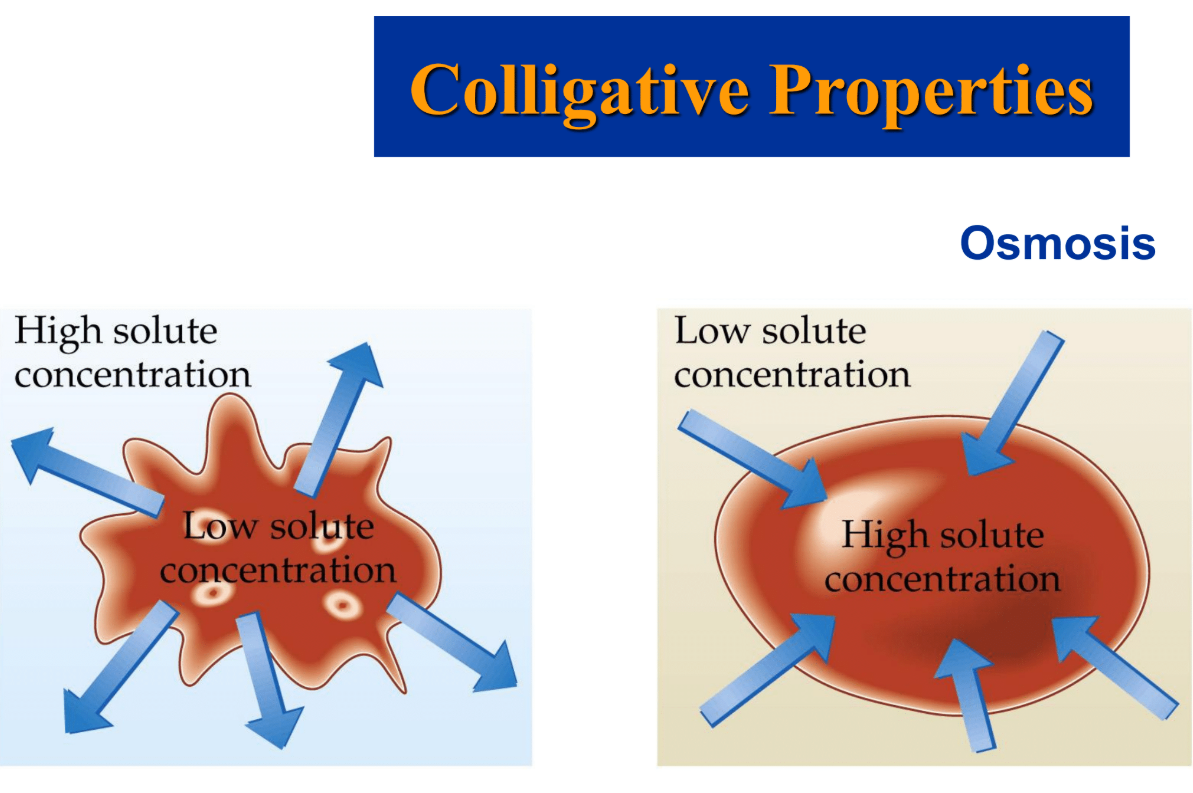 Colligative Properties
Osmosis
High solute
concentration
Low solute
concentration
Low solute
concentration
High solute
concentration